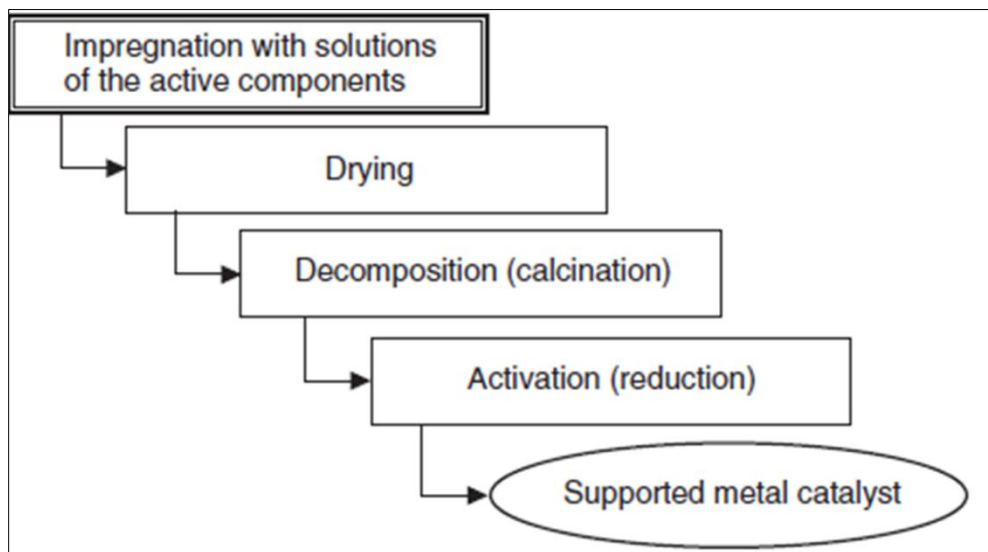 Impregnation with solutions
of the active components
Drying
Decomposition (calcination)
Activation (reduction)
Supported metal catalyst